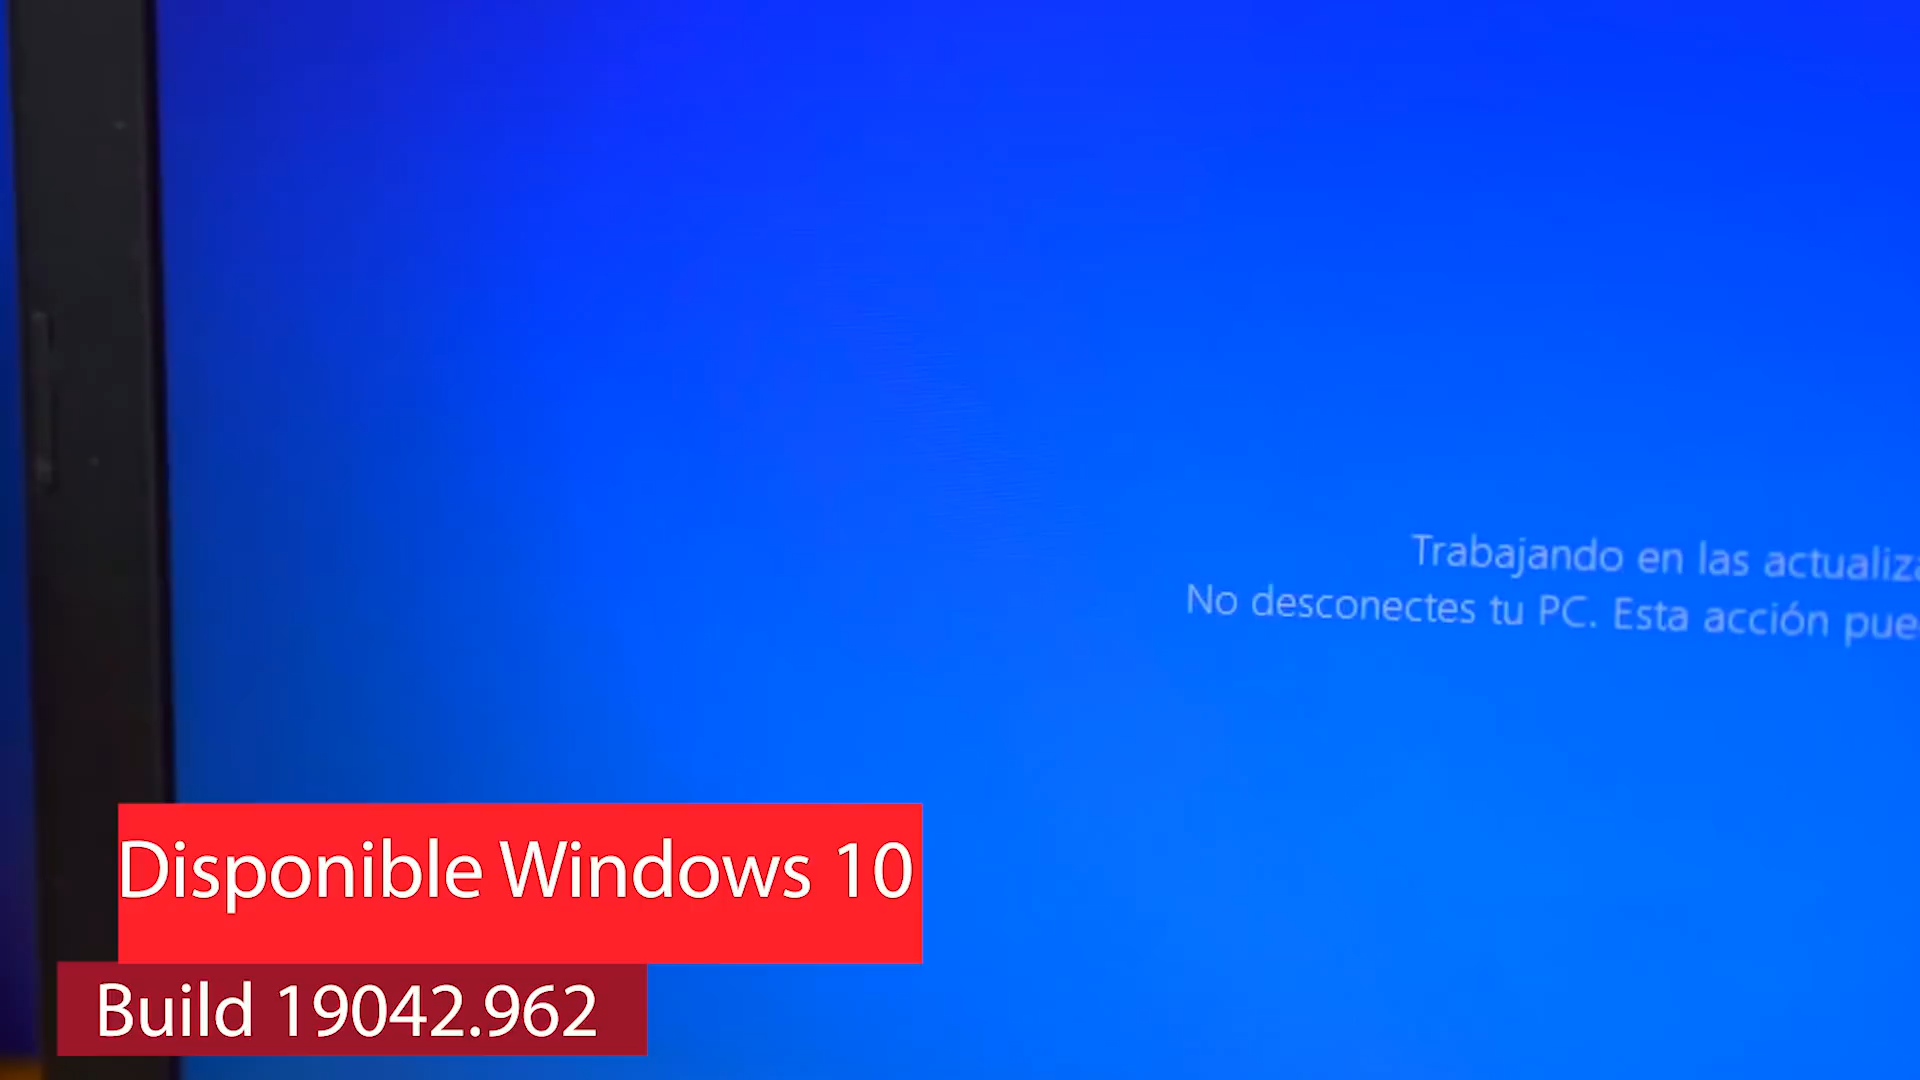 Trabajando en las
No desconectes tu PC. Esta acción
Disponible Windows 10
Build 19042.962